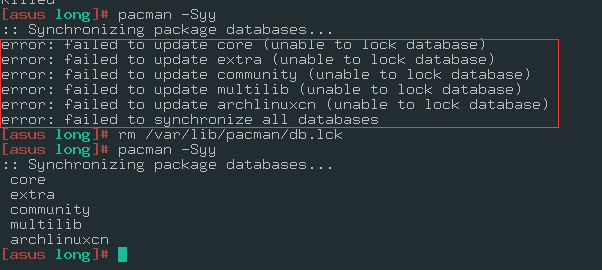 Killed
[asus long]# pacman -Syy
:: Synchronizing package databases...
error: failed to update core (unable to lock database)
error: failed to update extra (unable to lock database)
error: failed to update community (unable to lock database)
error: failed to update multilib (unable to lock database)
error: failed to update archlinuxcn (unable to lock database)
error: failed to synchronize all databases
[asus long]# rm /var/lib/pacman/db.lck
[asus long]# pacman -Syy
:: Synchronizing package databases...
core
extra
community
multilib
archlinuxcn
[asus long]#